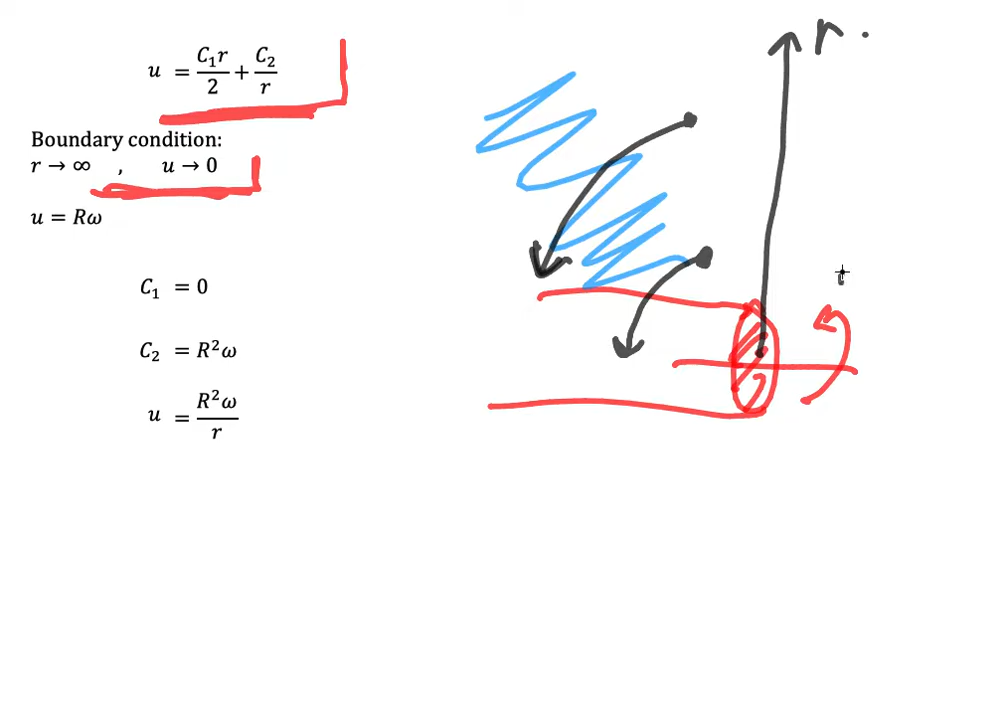 u = C₁r/2 + C₂/r
Boundary condition:
r → ∞ , u → 0
u = Rω
C₁ = 0
C₂ = R²ω
u = R²ω/r
r .